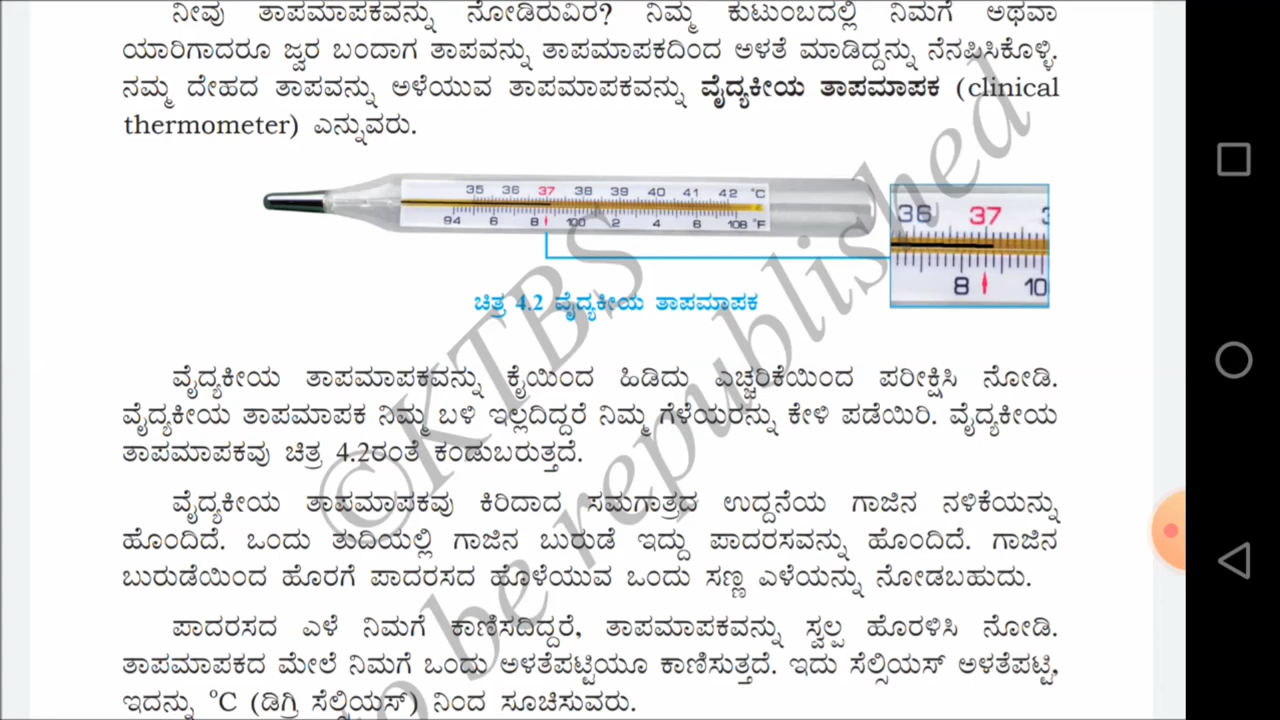 ನೀವು ತಾಪಮಾಪಕವನ್ನು ನೋಡಿರುವಿರ? ನಿಮ್ಮ ಕುಟುಂಬದಲ್ಲಿ ನಿಮಗೆ ಅಥವಾ
ಯಾರಿಗಾದರೂ ಜ್ವರ ಬಂದಾಗ ತಾಪವನ್ನು ತಾಪಮಾಪಕದಿಂದ ಅಳತೆ ಮಾಡಿದ್ದನ್ನು ನೆನಪಿಸಿಕೊಳ್ಳಿ.
ನಮ್ಮ ದೇಹದ ತಾಪವನ್ನು ಅಳೆಯುವ ತಾಪಮಾಪಕವನ್ನು ವೈದ್ಯಕೀಯ ತಾಪಮಾಪಕ (clinical
thermometer) ಎನ್ನುವರು.
35 36 37 38 39 40 41 42 °C
94 6 8 100 2 4 6 108 °F
36 37 3
8 10
ಚಿತ್ರ 4.2 ವೈದ್ಯಕೀಯ ತಾಪಮಾಪಕ
ವೈದ್ಯಕೀಯ ತಾಪಮಾಪಕವನ್ನು ಕೈಯಿಂದ ಹಿಡಿದು ಎಚ್ಚರಿಕೆಯಿಂದ ಪರೀಕ್ಷಿಸಿ ನೋಡಿ.
ವೈದ್ಯಕೀಯ ತಾಪಮಾಪಕ ನಿಮ್ಮ ಬಳಿ ಇಲ್ಲದಿದ್ದರೆ ನಿಮ್ಮ ಗೆಳೆಯರನ್ನು ಕೇಳಿ ಪಡೆಯಿರಿ. ವೈದ್ಯಕೀಯ
ತಾಪಮಾಪಕವು ಚಿತ್ರ 4.2ರಂತೆ ಕಂಡುಬರುತ್ತದೆ.
ವೈದ್ಯಕೀಯ ತಾಪಮಾಪಕವು ಕಿರಿದಾದ ಸಮಗಾತ್ರದ ಉದ್ದನೆಯ ಗಾಜಿನ ನಳಿಕೆಯನ್ನು
ಹೊಂದಿದೆ. ಒಂದು ತುದಿಯಲ್ಲಿ ಗಾಜಿನ ಬುರುಡೆ ಇದ್ದು ಪಾದರಸವನ್ನು ಹೊಂದಿದೆ. ಗಾಜಿನ
ಬುರುಡೆಯಿಂದ ಹೊರಗೆ ಪಾದರಸದ ಹೊಳೆಯುವ ಒಂದು ಸಣ್ಣ ಎಳೆಯನ್ನು ನೋಡಬಹುದು.
ಪಾದರಸದ ಎಳೆ ನಿಮಗೆ ಕಾಣಿಸದಿದ್ದರೆ, ತಾಪಮಾಪಕವನ್ನು ಸ್ವಲ್ಪ ಹೊರಳಿಸಿ ನೋಡಿ.
ತಾಪಮಾಪಕದ ಮೇಲೆ ನಿಮಗೆ ಒಂದು ಅಳತೆಪಟ್ಟಿಯೂ ಕಾಣಿಸುತ್ತದೆ. ಇದು ಸೆಲ್ಸಿಯಸ್ ಅಳತೆಪಟ್ಟಿ,
ಇದನ್ನು °C (ಡಿಗ್ರಿ ಸೆಲ್ಸಿಯಸ್) ನಿಂದ ಸೂಚಿಸುವರು.
©KTBS
to be republished